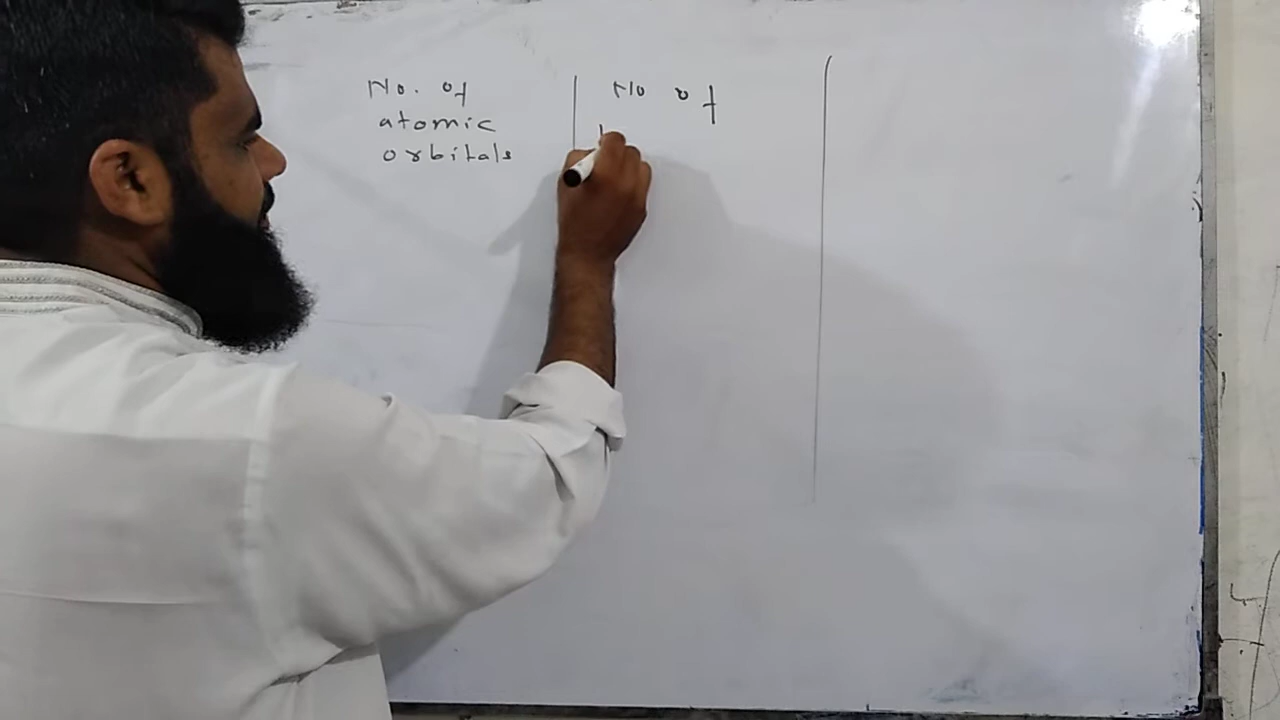 No. of
atomic
orbitals
No of